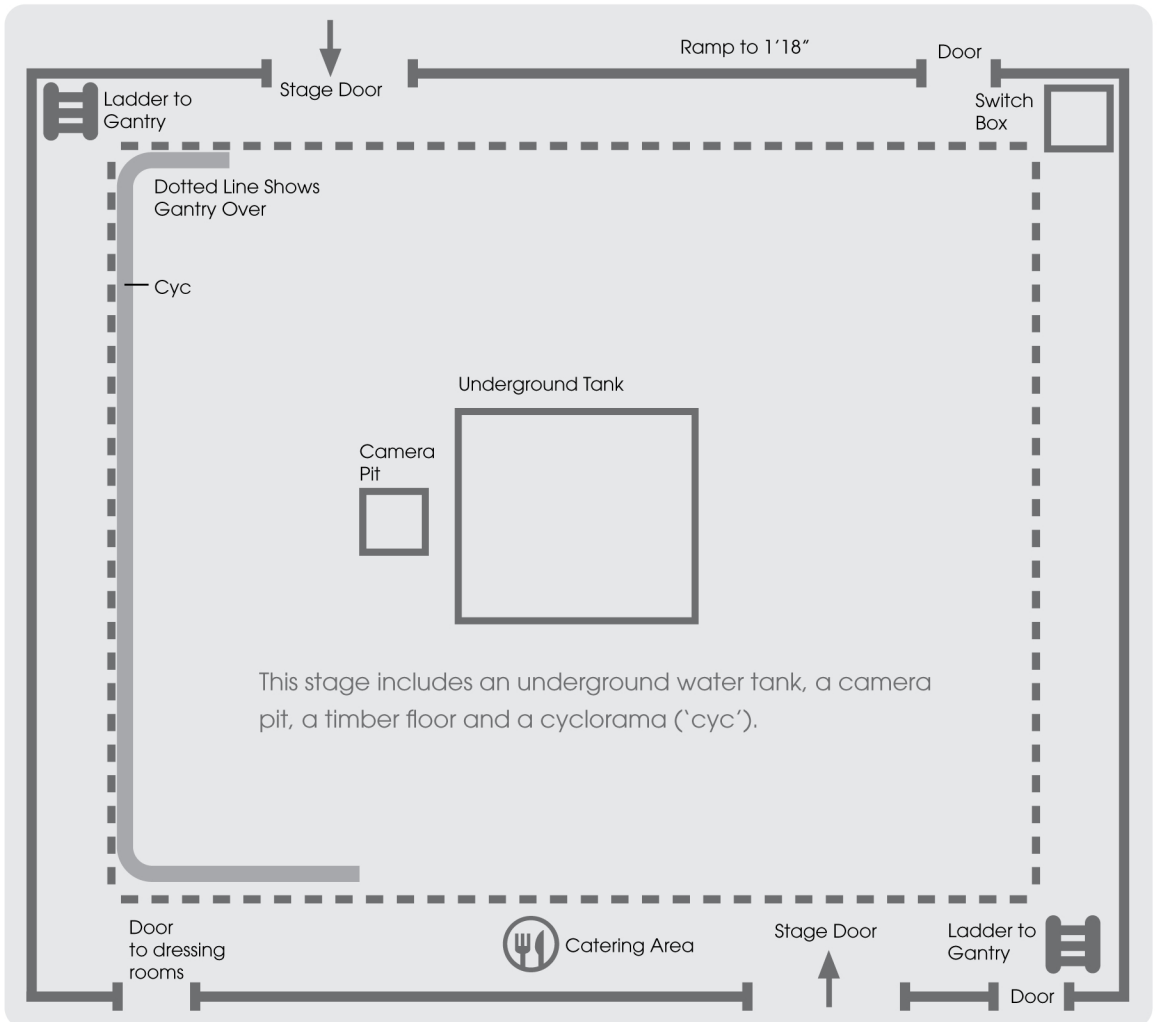 Ramp to 1’18”
Door
Stage Door
Ladder to
Gantry
Switch
Box
Dotted Line Shows
Gantry Over
Cyc
Underground Tank
Camera
Pit
This stage includes an underground water tank, a camera
pit, a timber floor and a cyclorama (‘cyc’).
Door
to dressing
rooms
Catering Area
Stage Door
Ladder to
Gantry
Door